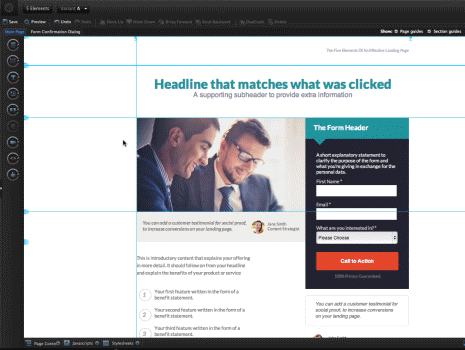 5 Elements Variant A
Save Preview Undo Redo Move Up Move Down Bring Forward Send Backward Duplicate Delete
Main Page Form Confirmation Dialog Show: Page guides Section guides
The Five Elements Of An Effective Landing Page
Headline that matches what was clicked
A supporting subheader to provide extra information
The Form Header
A short explanatory statement to
clarify the purpose of the form and
what you're giving in exchange for the
personal data.
First Name *
Email *
What are you interested in? *
Please Choose
Call to Action
100% Privacy Guaranteed.
You can add a customer testimonial for social proof,
to increase conversions on your landing page.
Jane Smith
Content Strategist
This is introductory content that explains your offering
in more detail. It should follow on from your headline
and explain the benefits of your product or service
1 Your first feature written in the form of a
benefit statement.
2 Your second feature written in the form of a
benefit statement.
3 Your third feature written in the form of a
benefit statement.
You can add a customer testimonial for
social proof, to increase conversions
on your landing page.
Javascripts Stylesheets